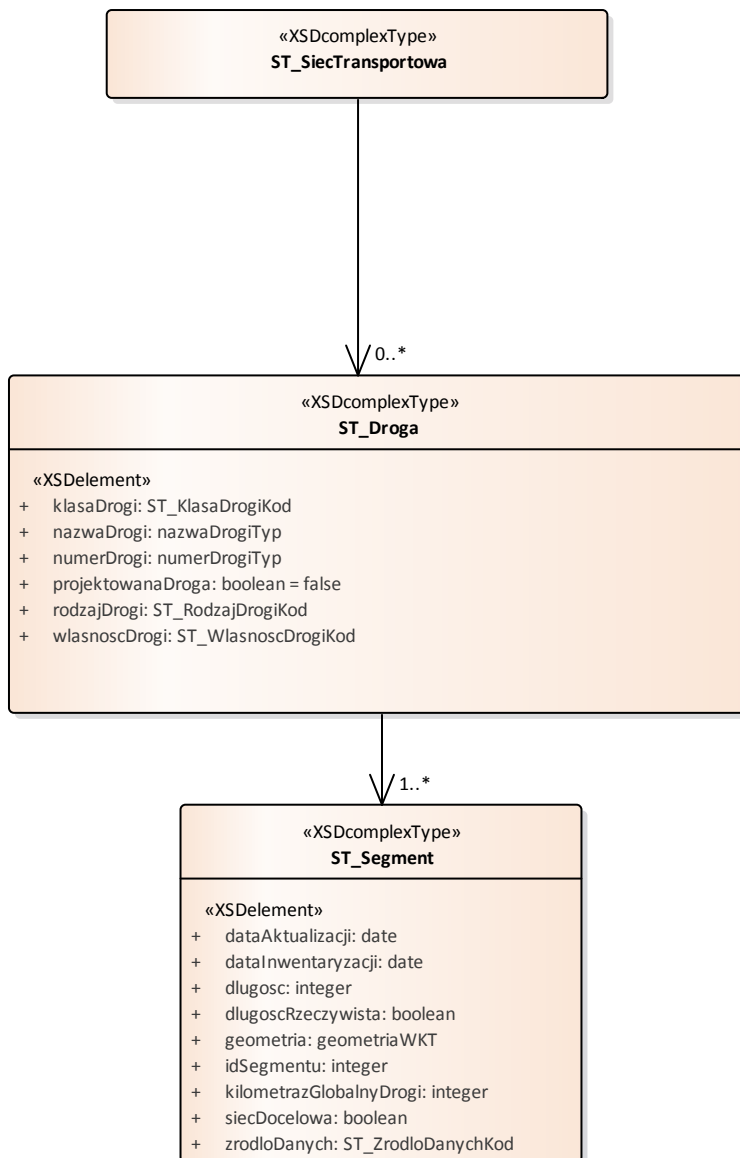 «XSDcomplexType»
ST_SiecTransportowa
0..*
«XSDcomplexType»
ST_Droga
«XSDelement»
+ klasaDrogi: ST_KlasaDrogiKod
+ nazwaDrogi: nazwaDrogiTyp
+ numerDrogi: numerDrogiTyp
+ projektowanaDroga: boolean = false
+ rodzajDrogi: ST_RodzajDrogiKod
+ wlasnoscDrogi: ST_WlasnoscDrogiKod
1..*
«XSDcomplexType»
ST_Segment
«XSDelement»
+ dataAktualizacji: date
+ dataInwentaryzacji: date
+ dlugosc: integer
+ dlugoscRzeczywista: boolean
+ geometria: geometriaWKT
+ idSegmentu: integer
+ kilometrazGlobalnyDrogi: integer
+ siecDocelowa: boolean
+ zrodloDanych: ST_ZrodloDanychKod